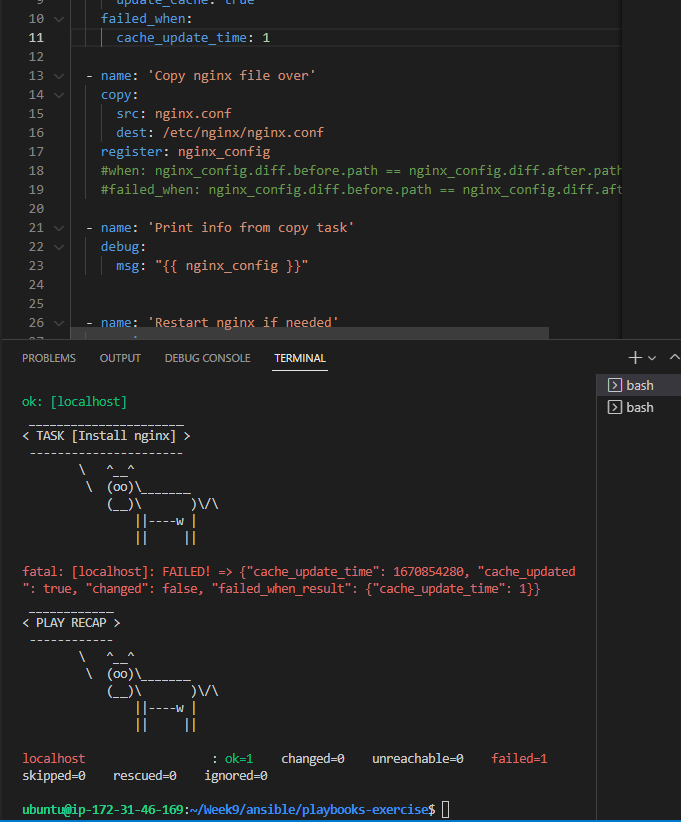 9 update_cache: true
10 failed_when:
11 cache_update_time: 1
12
13 - name: 'Copy nginx file over'
14 copy:
15 src: nginx.conf
16 dest: /etc/nginx/nginx.conf
17 register: nginx_config
18 #when: nginx_config.diff.before.path == nginx_config.diff.after.path
19 #failed_when: nginx_config.diff.before.path == nginx_config.diff.aft
20
21 - name: 'Print info from copy task'
22 debug:
23 msg: "{{ nginx_config }}"
24
25
26 - name: 'Restart nginx if needed'
PROBLEMS OUTPUT DEBUG CONSOLE TERMINAL
bash
bash
ok: [localhost]
 ______________________
< TASK [Install nginx] >
 ----------------------
        \   ^__^
         \  (oo)\_______
            (__)\       )\/\
                ||----w |
                ||     ||
fatal: [localhost]: FAILED! => {"cache_update_time": 1670854280, "cache_updated
": true, "changed": false, "failed_when_result": {"cache_update_time": 1}}
 ____________
< PLAY RECAP >
 ------------
        \   ^__^
         \  (oo)\_______
            (__)\       )\/\
                ||----w |
                ||     ||
localhost : ok=1 changed=0 unreachable=0 failed=1
skipped=0 rescued=0 ignored=0
ubuntu@ip-172-31-46-169:~/Week9/ansible/playbooks-exercise$